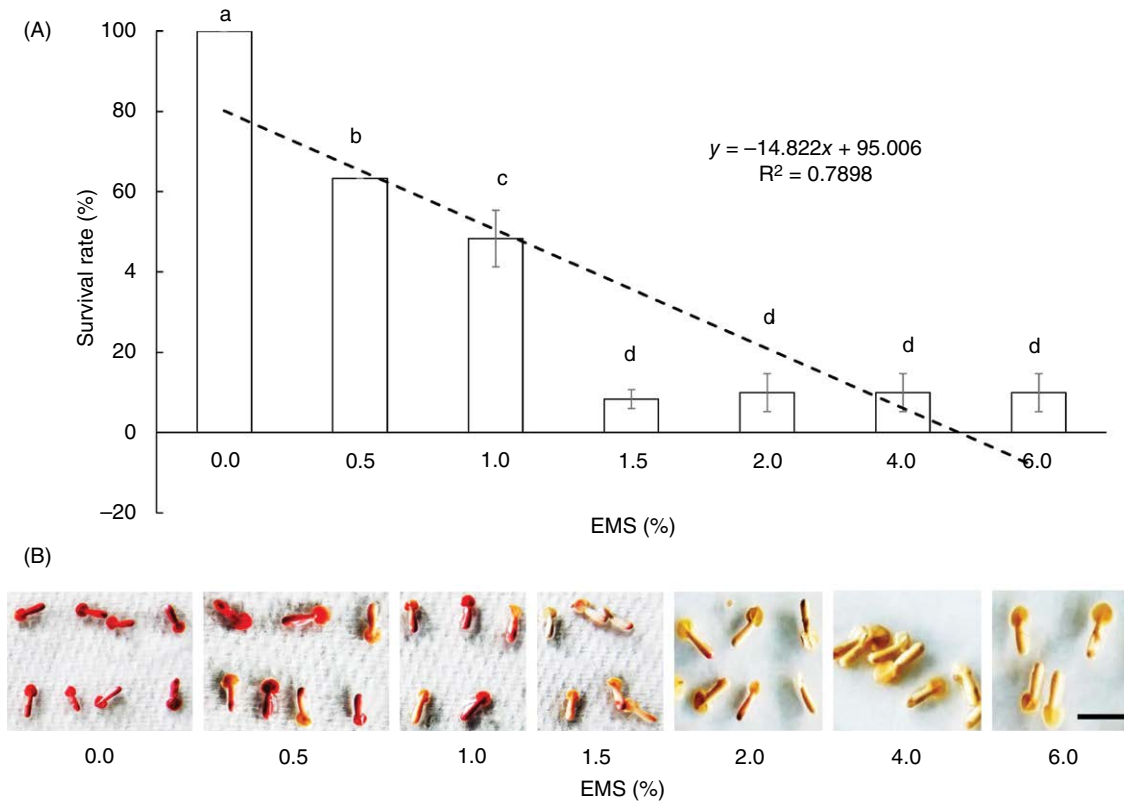 (A)
a
b
c
d
d
d
d
y = –14.822x + 95.006
R² = 0.7898
Survival rate (%)
100
80
60
4
20
0
–20
0.0 0.5 1.0 1.5 2.0 4.0 6.0
EMS (%)
(B)
0.0 0.5 1.0 1.5 2.0 4.0 6.0
EMS (%)